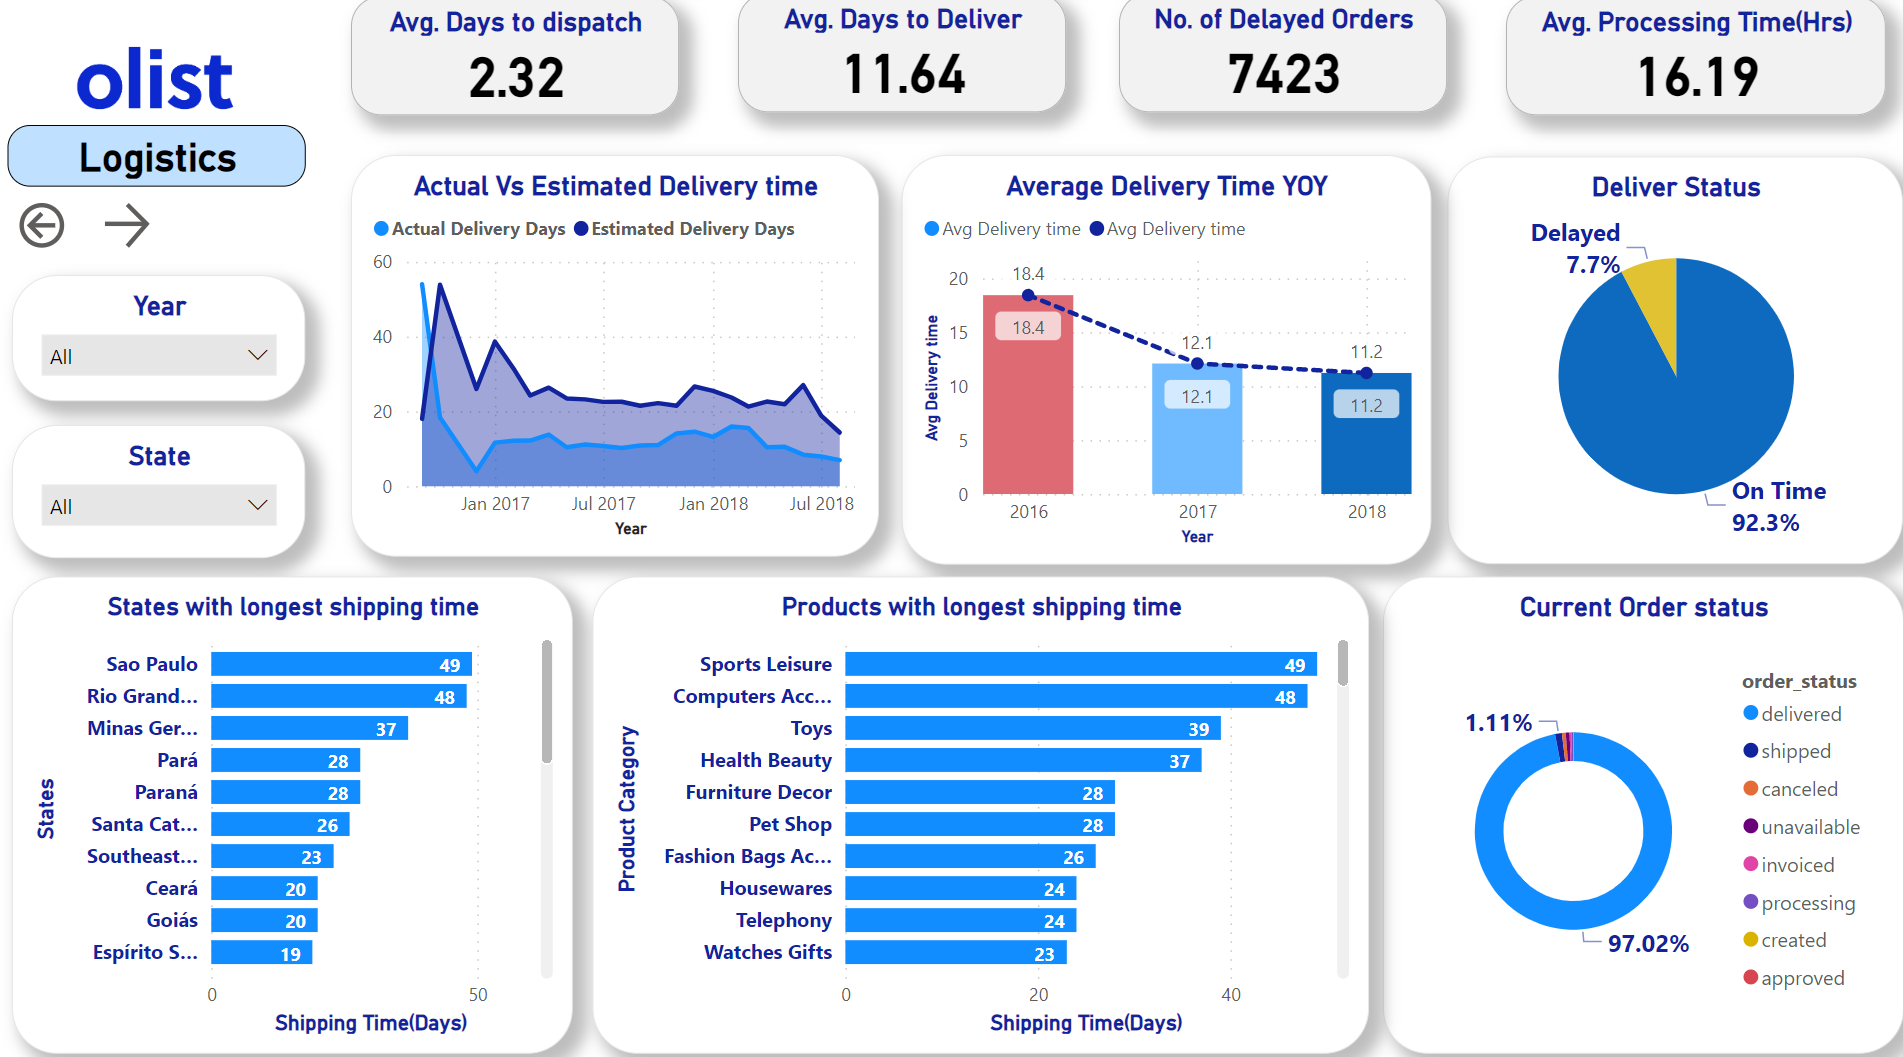 olist
Logistics
Year
All
State
All
Avg. Days to dispatch
2.32
Avg. Days to Deliver
11.64
No. of Delayed Orders
7423
Avg. Processing Time(Hrs)
16.19
Actual Vs Estimated Delivery time
Actual Delivery Days
Estimated Delivery Days
60
40
20
0
Jan 2017
Jul 2017
Jan 2018
Jul 2018
Year
Average Delivery Time YOY
Avg Delivery time
Avg Delivery time
Avg Delivery time
20
15
10
5
0
18.4
18.4
12.1
12.1
11.2
11.2
2016
2017
2018
Year
Deliver Status
Delayed
7.7%
On Time
92.3%
States with longest shipping time
States
Sao Paulo
49
Rio Grand...
48
Minas Ger...
37
Pará
28
Paraná
28
Santa Cat...
26
Southeast...
23
Ceará
20
Goiás
20
Espírito S...
19
0
50
Shipping Time(Days)
Products with longest shipping time
Product Category
Sports Leisure
49
Computers Acc...
48
Toys
39
Health Beauty
37
Furniture Decor
28
Pet Shop
28
Fashion Bags Ac...
26
Housewares
24
Telephony
24
Watches Gifts
23
0
20
40
Shipping Time(Days)
Current Order status
1.11%
97.02%
order_status
delivered
shipped
canceled
unavailable
invoiced
processing
created
approved